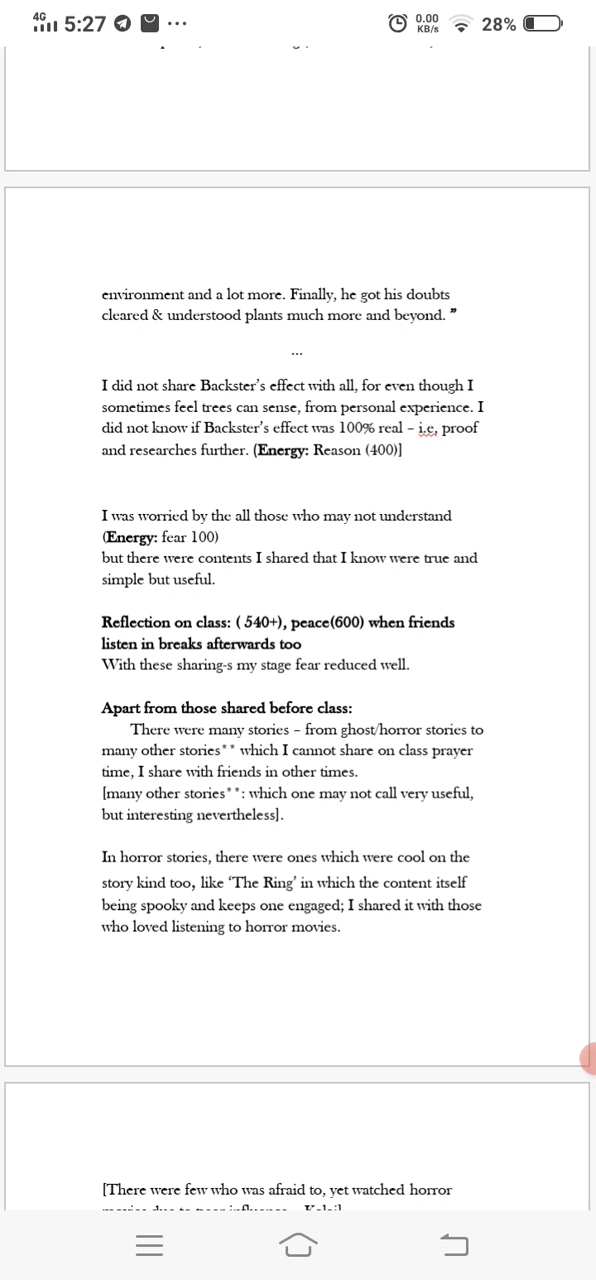 4G 5:27 ... 0.00 KB/s 28%
environment and a lot more. Finally, he got his doubts
cleared & understood plants much more and beyond. ”
...
I did not share Backster’s effect with all, for even though I
sometimes feel trees can sense, from personal experience. I
did not know if Backster’s effect was 100% real – i.e, proof
and researches further. (Energy: Reason (400)]
I was worried by the all those who may not understand
(Energy: fear 100)
but there were contents I shared that I know were true and
simple but useful.
Reflection on class: ( 540+), peace(600) when friends
listen in breaks afterwards too
With these sharing-s my stage fear reduced well.
Apart from those shared before class:
There were many stories – from ghost/horror stories to
many other stories** which I cannot share on class prayer
time, I share with friends in other times.
[many other stories**: which one may not call very useful,
but interesting nevertheless].
In horror stories, there were ones which were cool on the
story kind too, like ‘The Ring’ in which the content itself
being spooky and keeps one engaged; I shared it with those
who loved listening to horror movies.
[There were few who was afraid to, yet watched horror